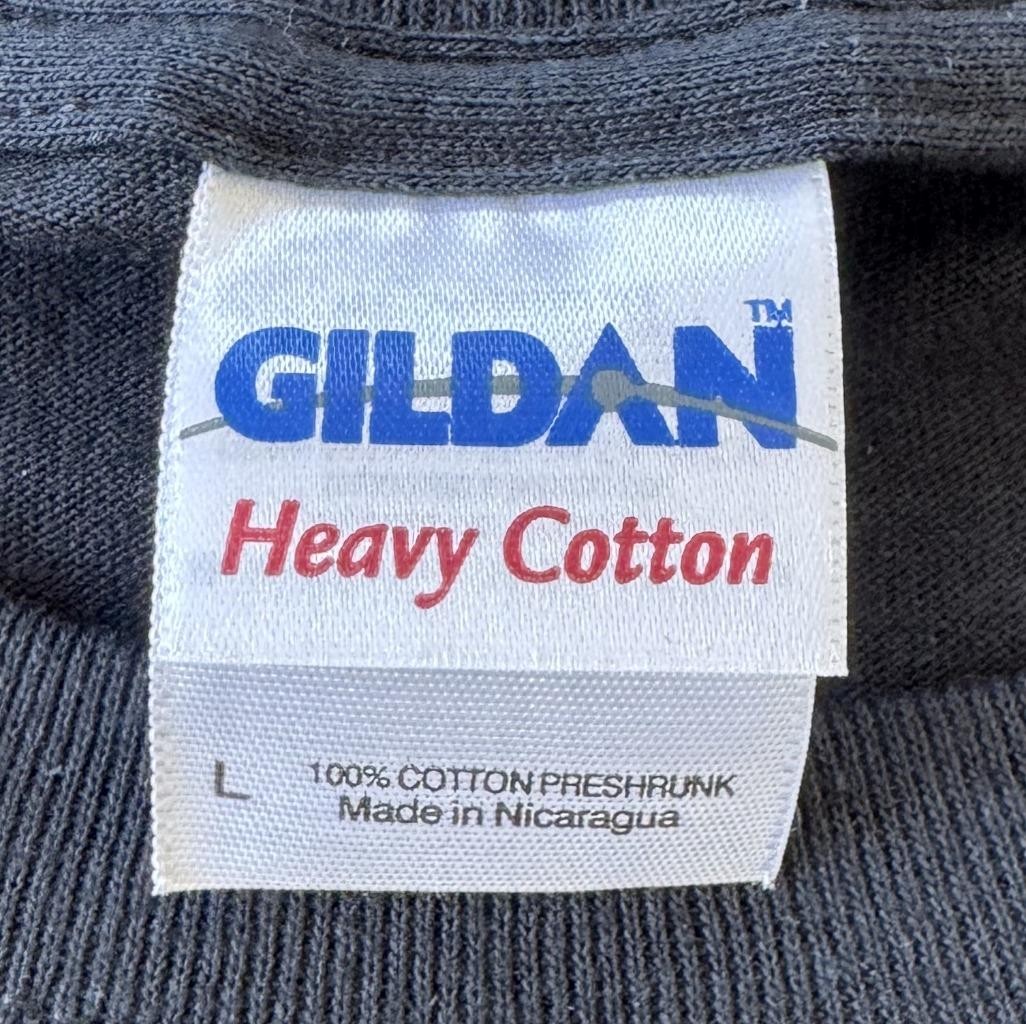 GILDAN™
Heavy Cotton
L 100% COTTON PRESHRUNK
Made in Nicaragua